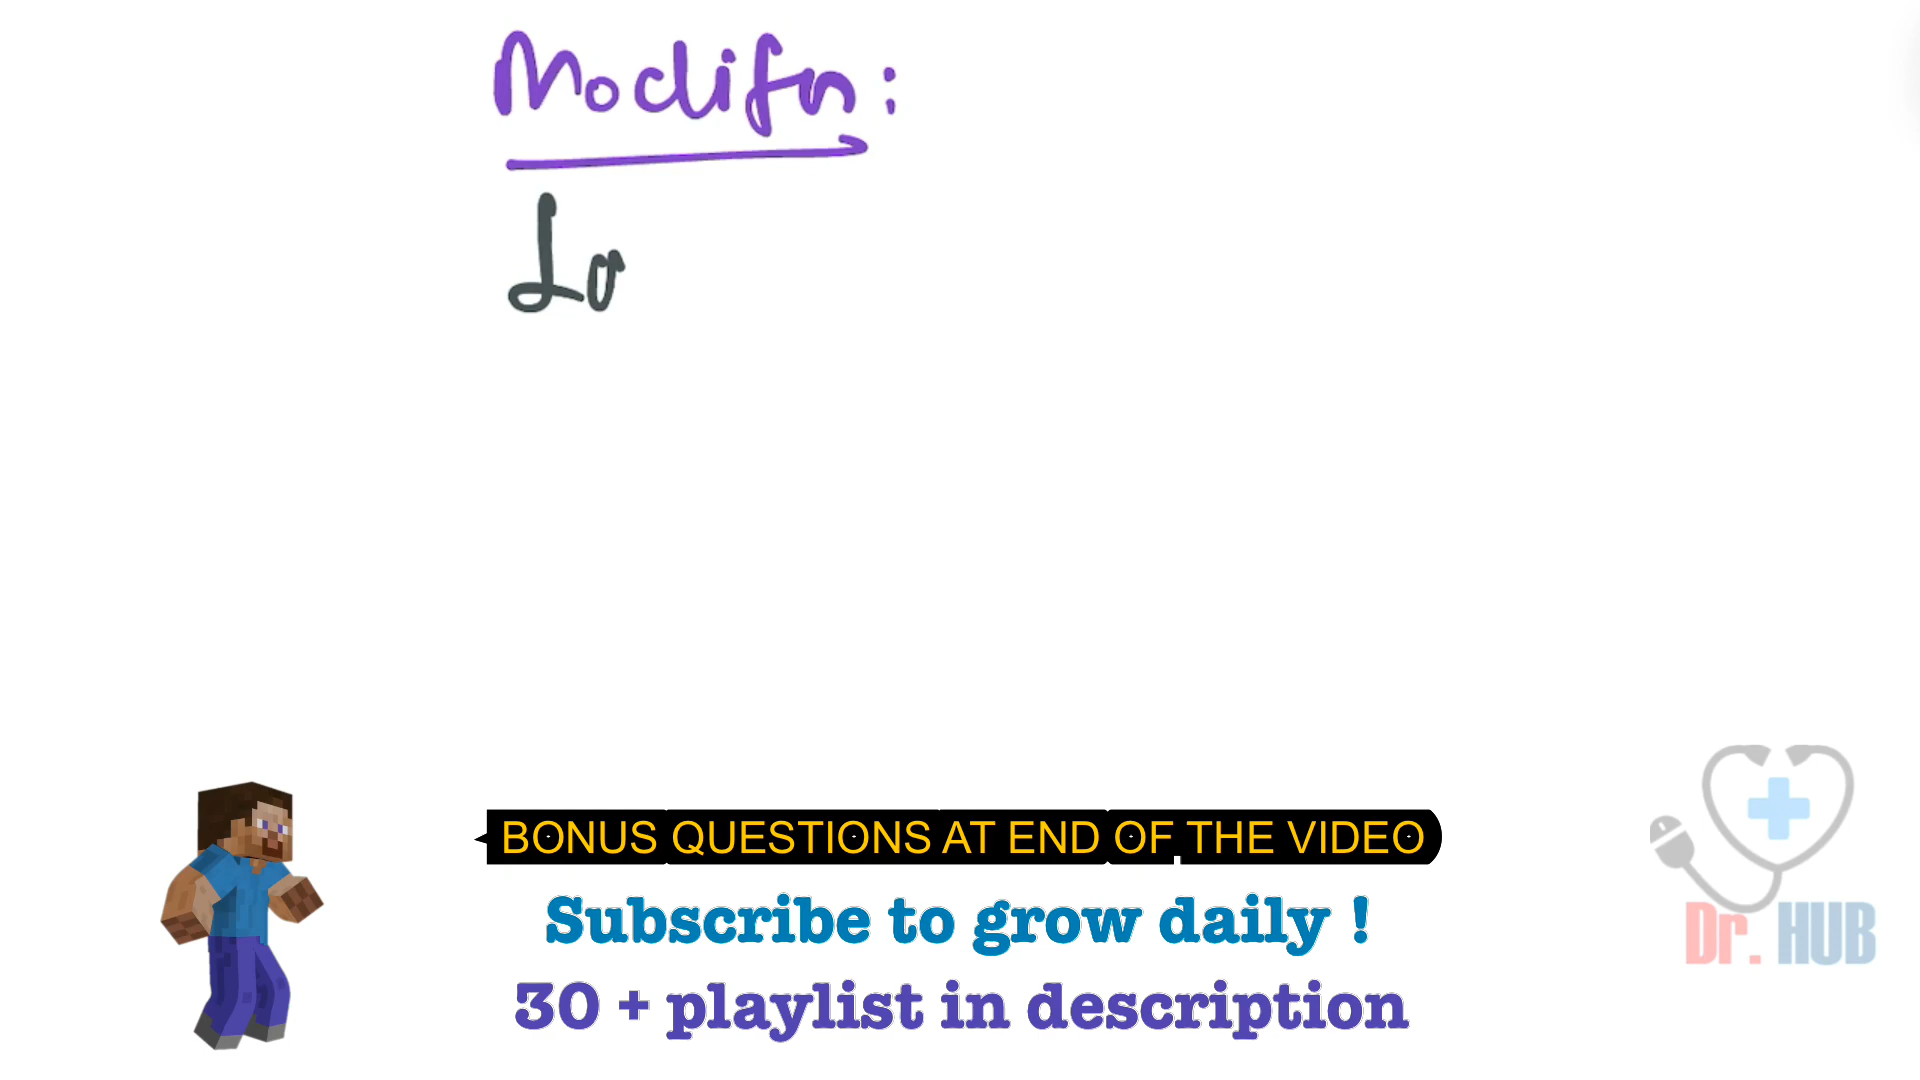 Modifn:
Lo
BONUS QUESTIONS AT END OF THE VIDEO
Subscribe to grow daily !
30 + playlist in description
Dr. HUB